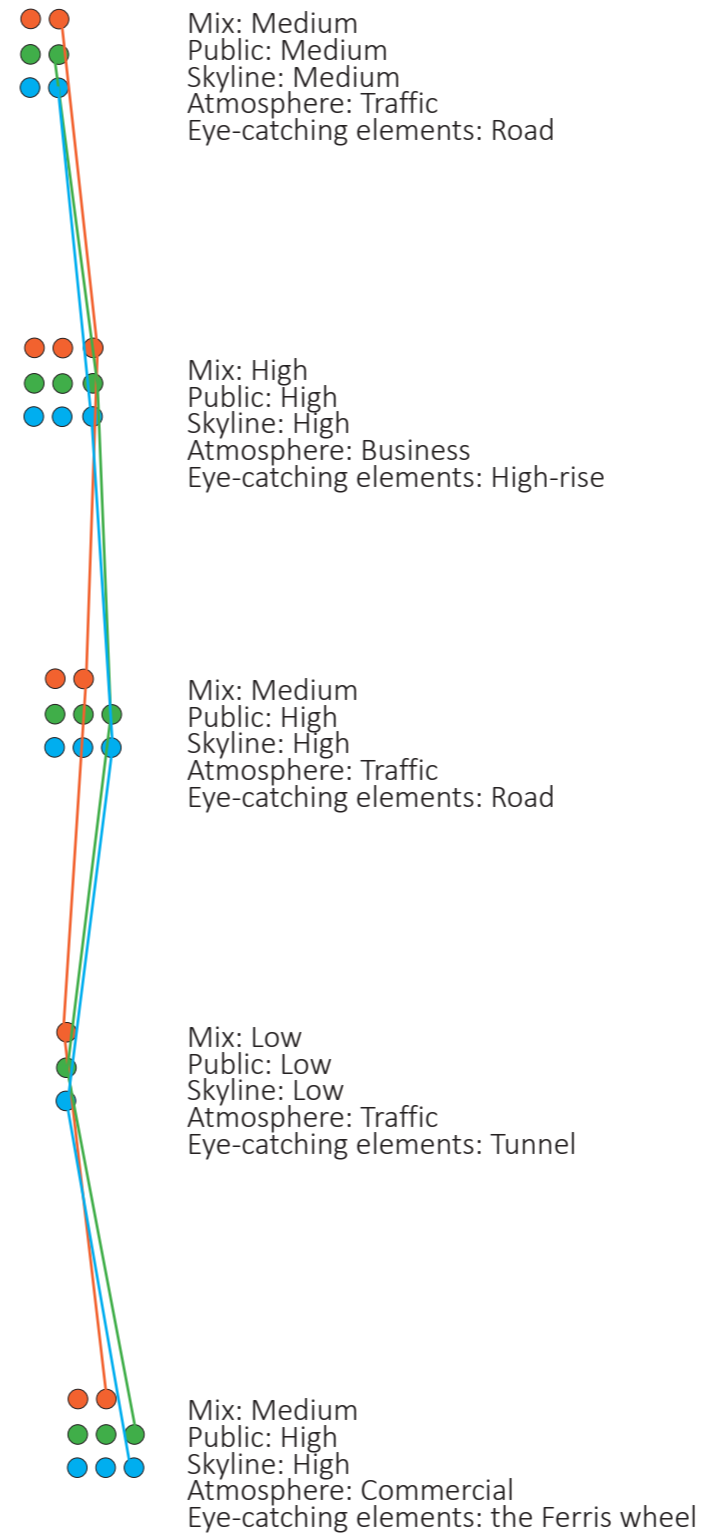 Mix: Medium
Public: Medium
Skyline: Medium
Atmosphere: Traffic
Eye-catching elements: Road
Mix: High
Public: High
Skyline: High
Atmosphere: Business
Eye-catching elements: High-rise
Mix: Medium
Public: High
Skyline: High
Atmosphere: Traffic
Eye-catching elements: Road
Mix: Low
Public: Low
Skyline: Low
Atmosphere: Traffic
Eye-catching elements: Tunnel
Mix: Medium
Public: High
Skyline: High
Atmosphere: Commercial
Eye-catching elements: the Ferris wheel